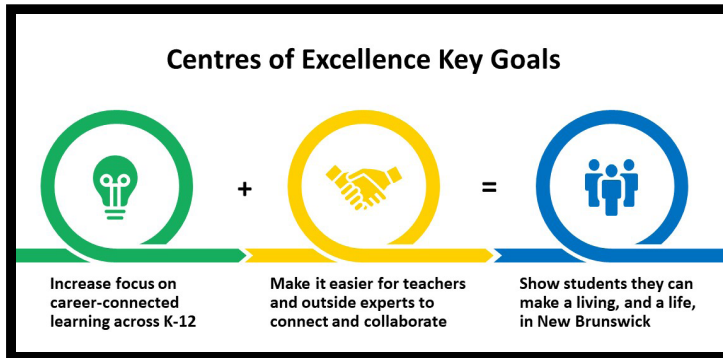 Centres of Excellence Key Goals
+
=
Increase focus on
career-connected
learning across K-12
Make it easier for teachers
and outside experts to
connect and collaborate
Show students they can
make a living, and a life,
in New Brunswick